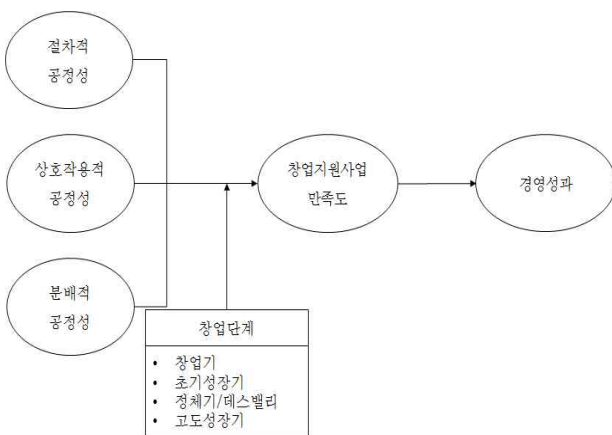 절차적
공정성
상호작용적
공정성
창업지원사업
만족도
경영성과
분배적
공정성
창업단계
• 창업기
• 초기성장기
• 정체기/데스밸리
• 고도성장기